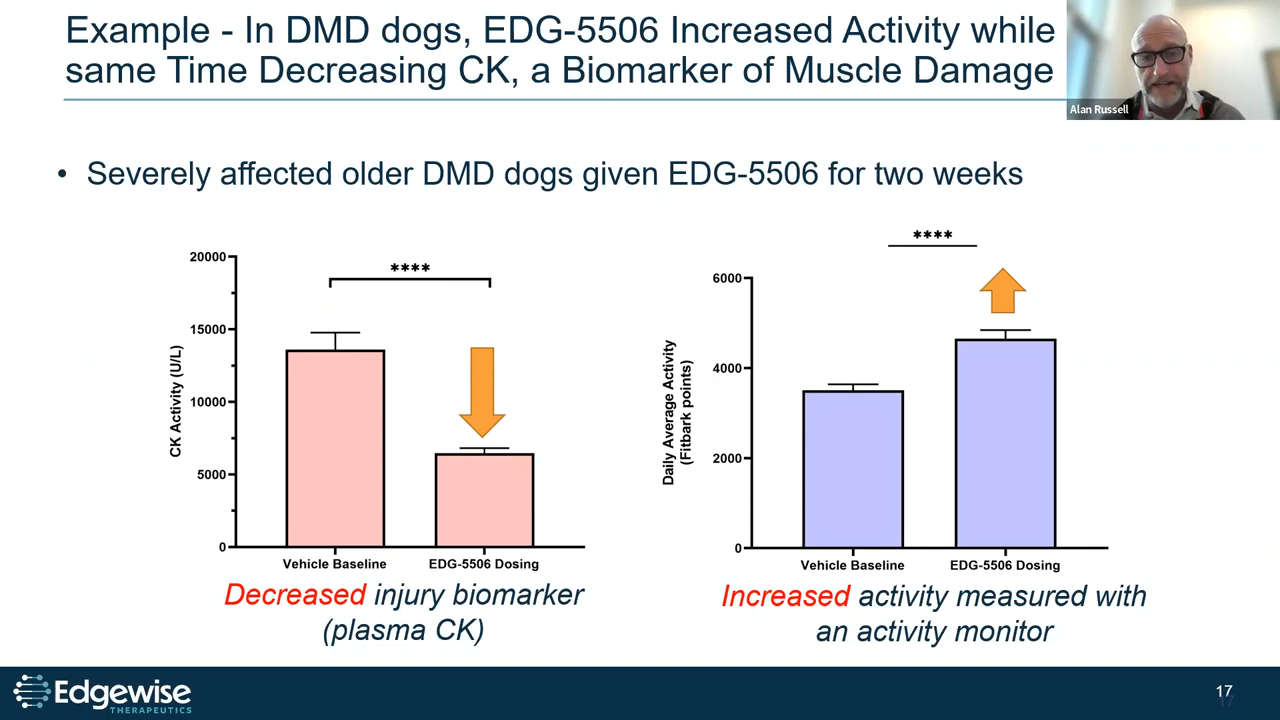 Example - In DMD dogs, EDG-5506 Increased Activity while
same Time Decreasing CK, a Biomarker of Muscle Damage
Alan Russell
• Severely affected older DMD dogs given EDG-5506 for two weeks
****
20000
15000
10000
5000
0
CK Activity (U/L)
Vehicle Baseline
EDG-5506 Dosing
Decreased injury biomarker
(plasma CK)
****
6000
4000
2000
0
Daily Average Activity
(Fitbark points)
Vehicle Baseline
EDG-5506 Dosing
Increased activity measured with
an activity monitor
Edgewise
THERAPEUTICS
17
17